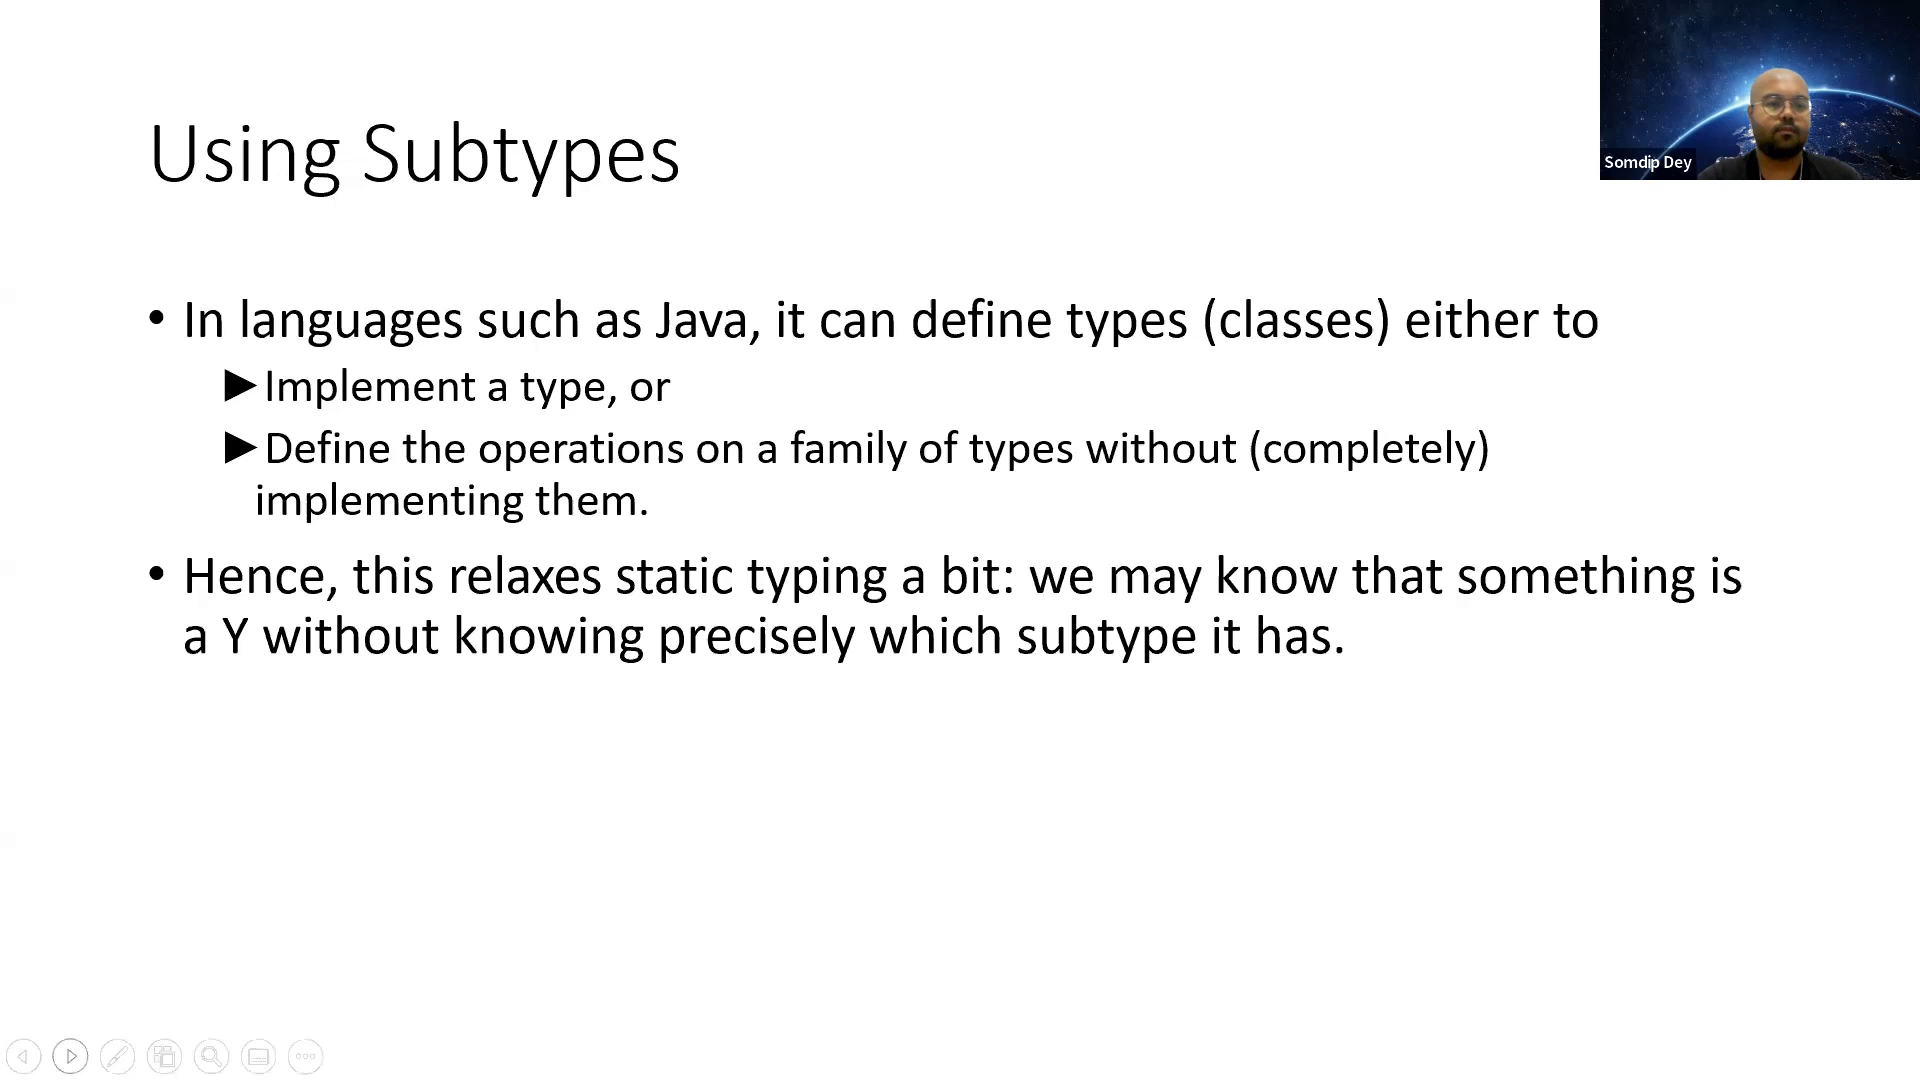 Using Subtypes
Somdip Dey
• In languages such as Java, it can define types (classes) either to
▶Implement a type, or
▶Define the operations on a family of types without (completely)
implementing them.
• Hence, this relaxes static typing a bit: we may know that something is
a Y without knowing precisely which subtype it has.